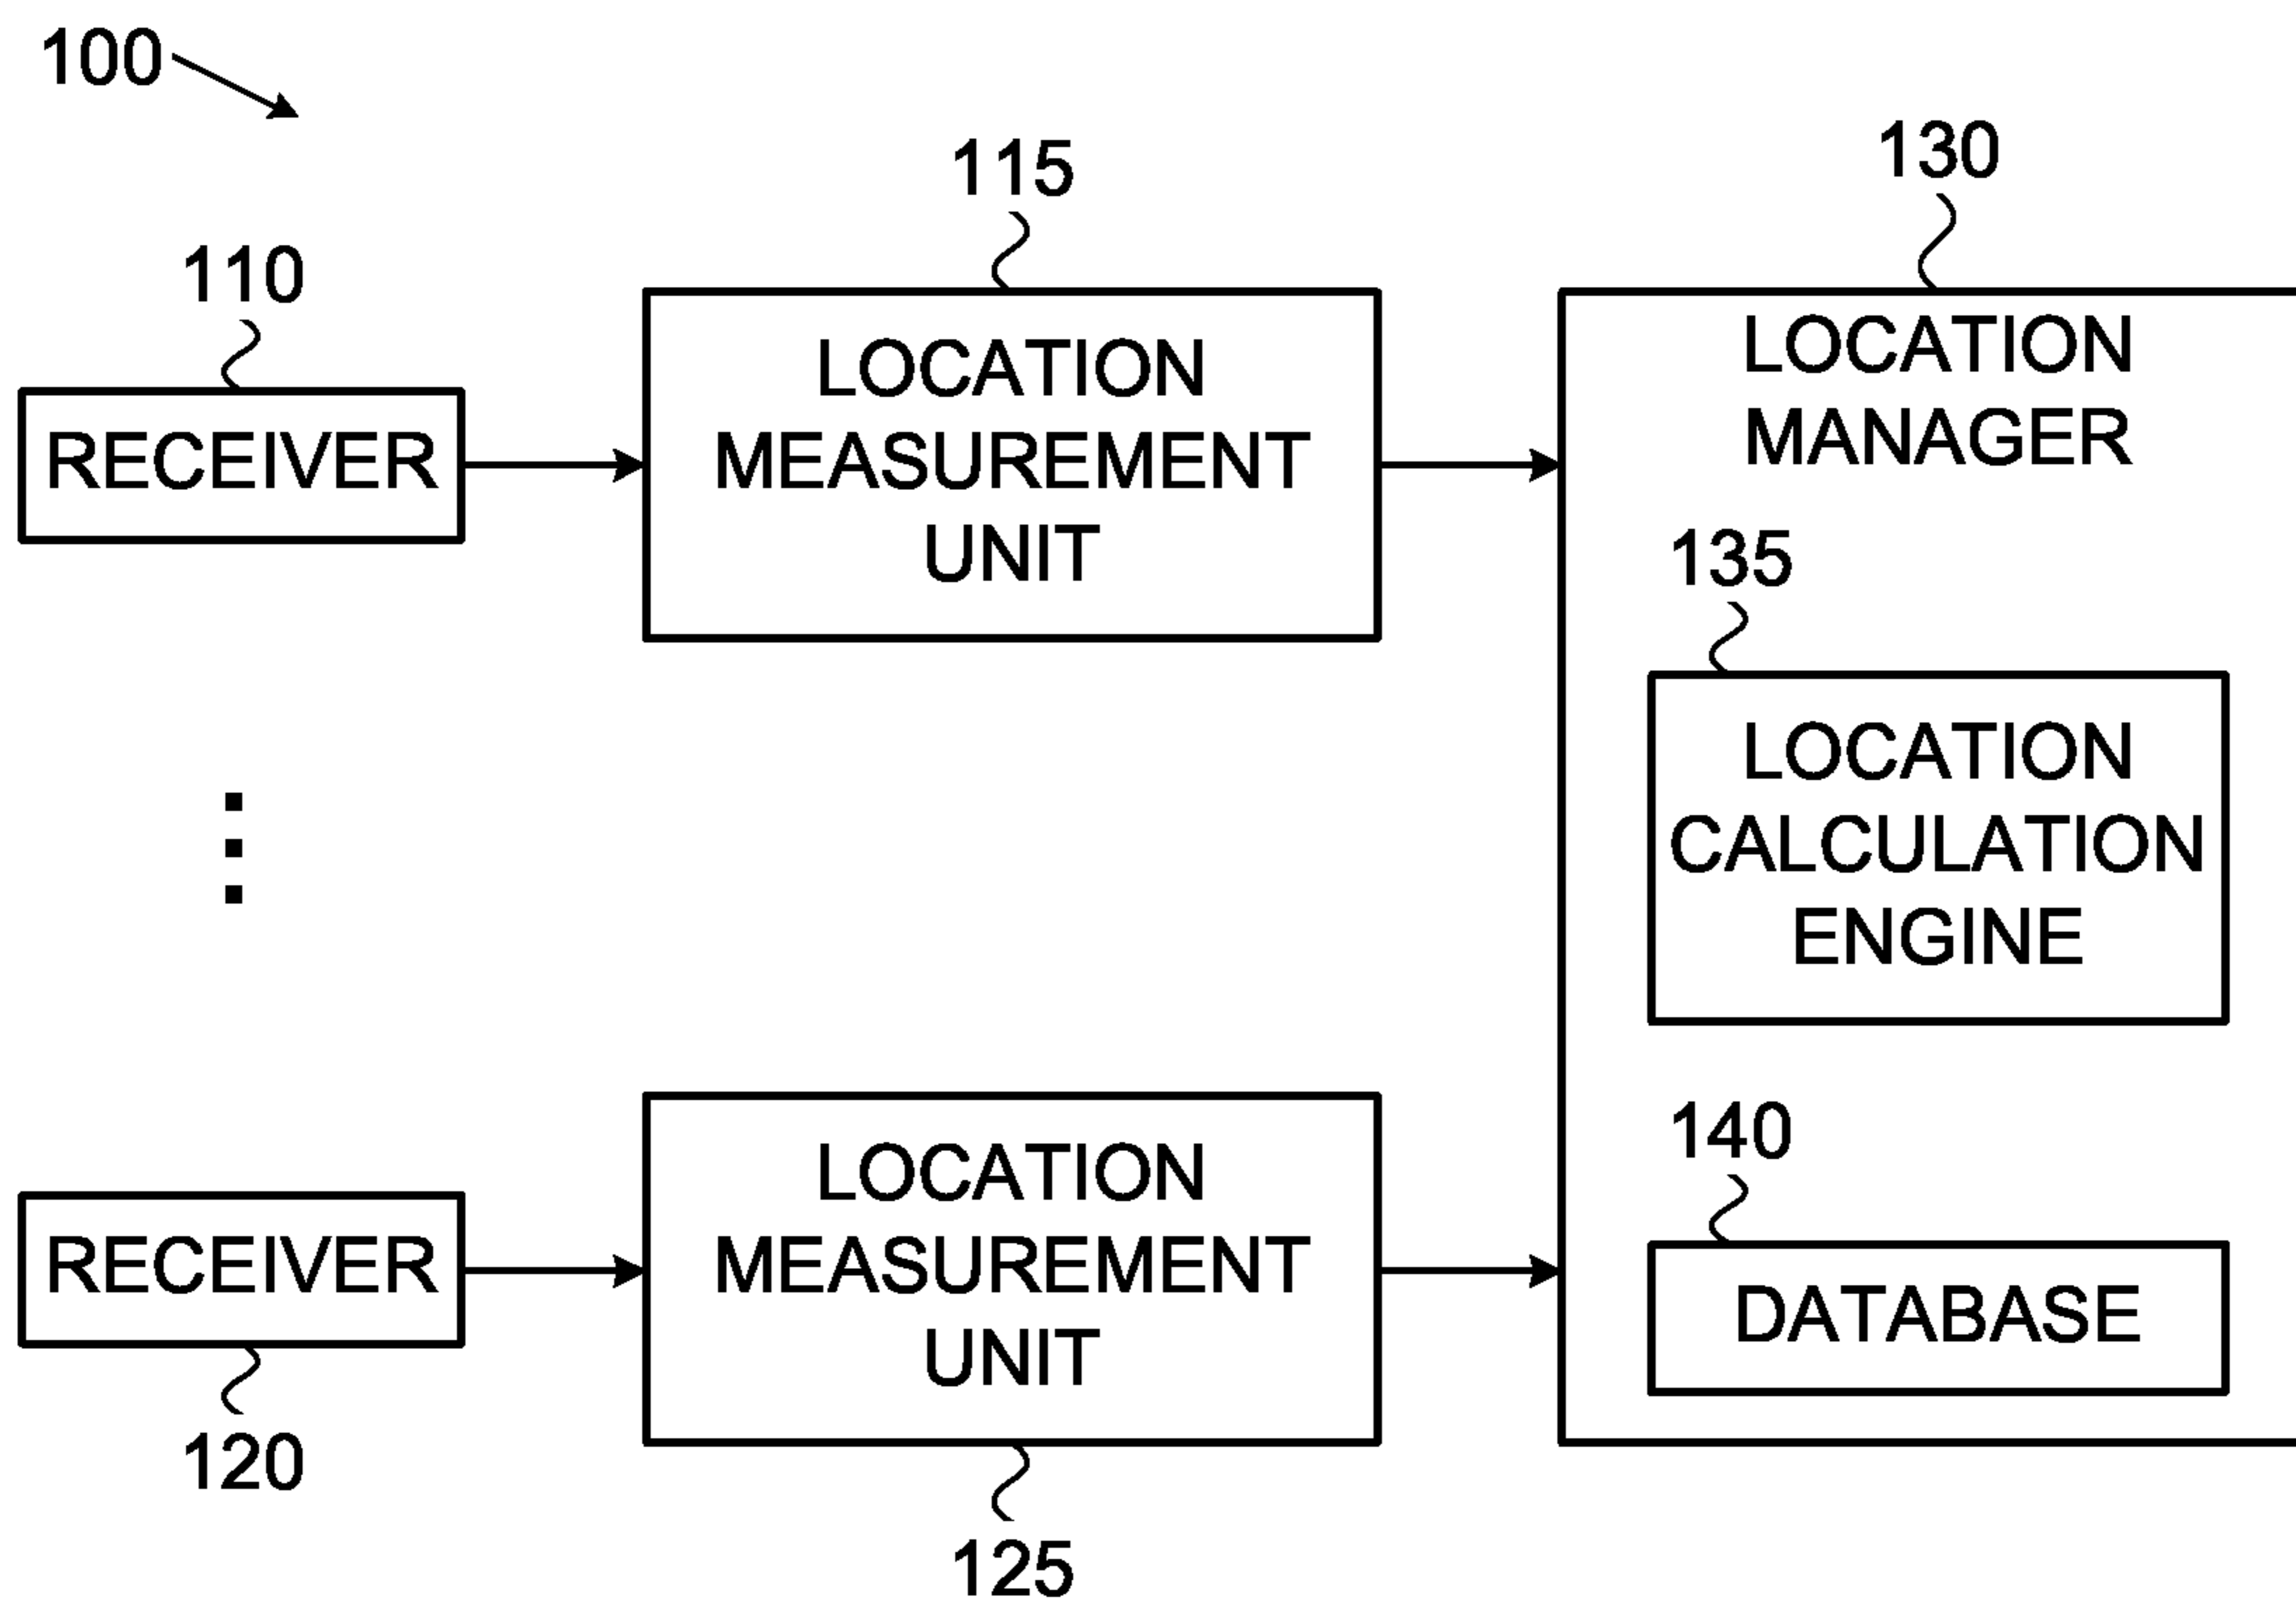 100
110
RECEIVER
115
LOCATION
MEASUREMENT
UNIT
130
LOCATION
MANAGER
135
LOCATION
CALCULATION
ENGINE
140
DATABASE
RECEIVER
120
LOCATION
MEASUREMENT
UNIT
125